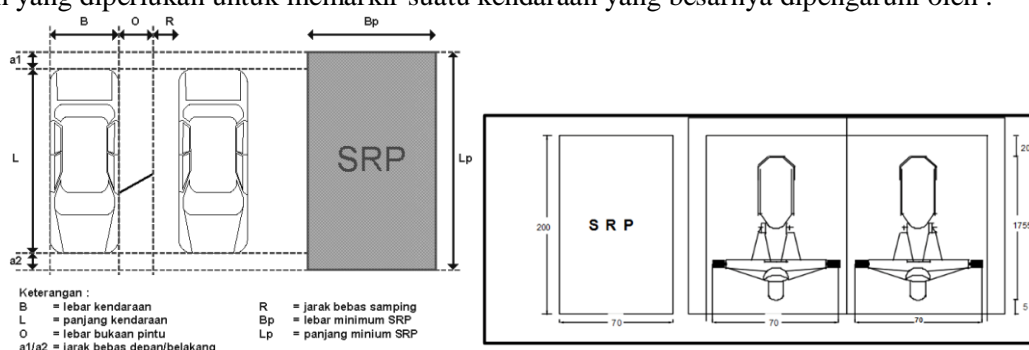 yang diperlukan untuk memarkir suatu kendaraan yang besarnya dipengaruhi oleh :
B O R Bp
a1
L
SRP
Lp
a2
Keterangan :
B = lebar kendaraan
L = panjang kendaraan
O = lebar bukaan pintu
a1/a2 = jarak bebas depan/belakang
R = jarak bebas samping
Bp = lebar minimum SRP
Lp = panjang minium SRP
20
200
S R P
175
5
70 70 70